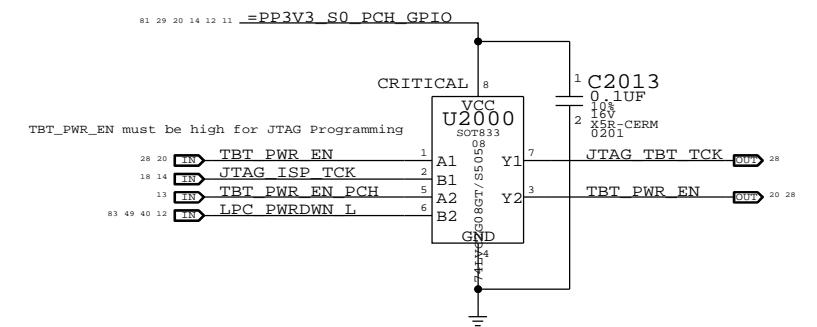 81 29 20 14 12 11 =PP3V3_S0_PCH_GPIO
CRITICAL
8
1 C2013
0.1UF
10%
16V
2 X5R-CERM
0201
VCC
U2000
SOT833
08
TBT_PWR_EN must be high for JTAG Programming
28 20 IN TBT_PWR_EN 1 A1
Y1 7 JTAG_TBT_TCK OUT 28
18 14 IN JTAG_ISP_TCK 2 B1
13 IN TBT_PWR_EN_PCH 5 A2
Y2 3 TBT_PWR_EN OUT 20 28
83 49 40 12 IN LPC_PWRDWN_L 6 B2
GND
4